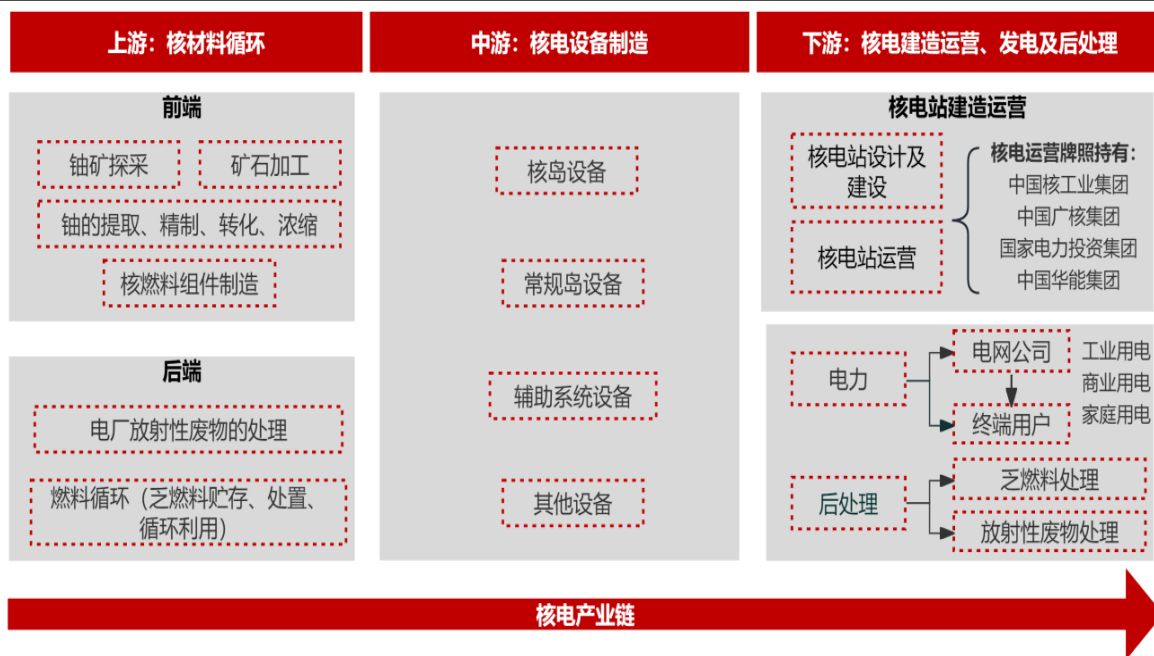 上游：核材料循环
中游：核电设备制造
下游：核电建造运营、发电及后处理
前端
铀矿探采
矿石加工
铀的提取、精制、转化、浓缩
核燃料组件制造
后端
电厂放射性废物的处理
燃料循环（乏燃料贮存、处置、
循环利用）
核岛设备
常规岛设备
辅助系统设备
其他设备
核电站建造运营
核电站设计及
建设
核电站运营
核电运营牌照持有：
中国核工业集团
中国广核集团
国家电力投资集团
中国华能集团
电力
电网公司
终端用户
工业用电
商业用电
家庭用电
后处理
乏燃料处理
放射性废物处理
核电产业链